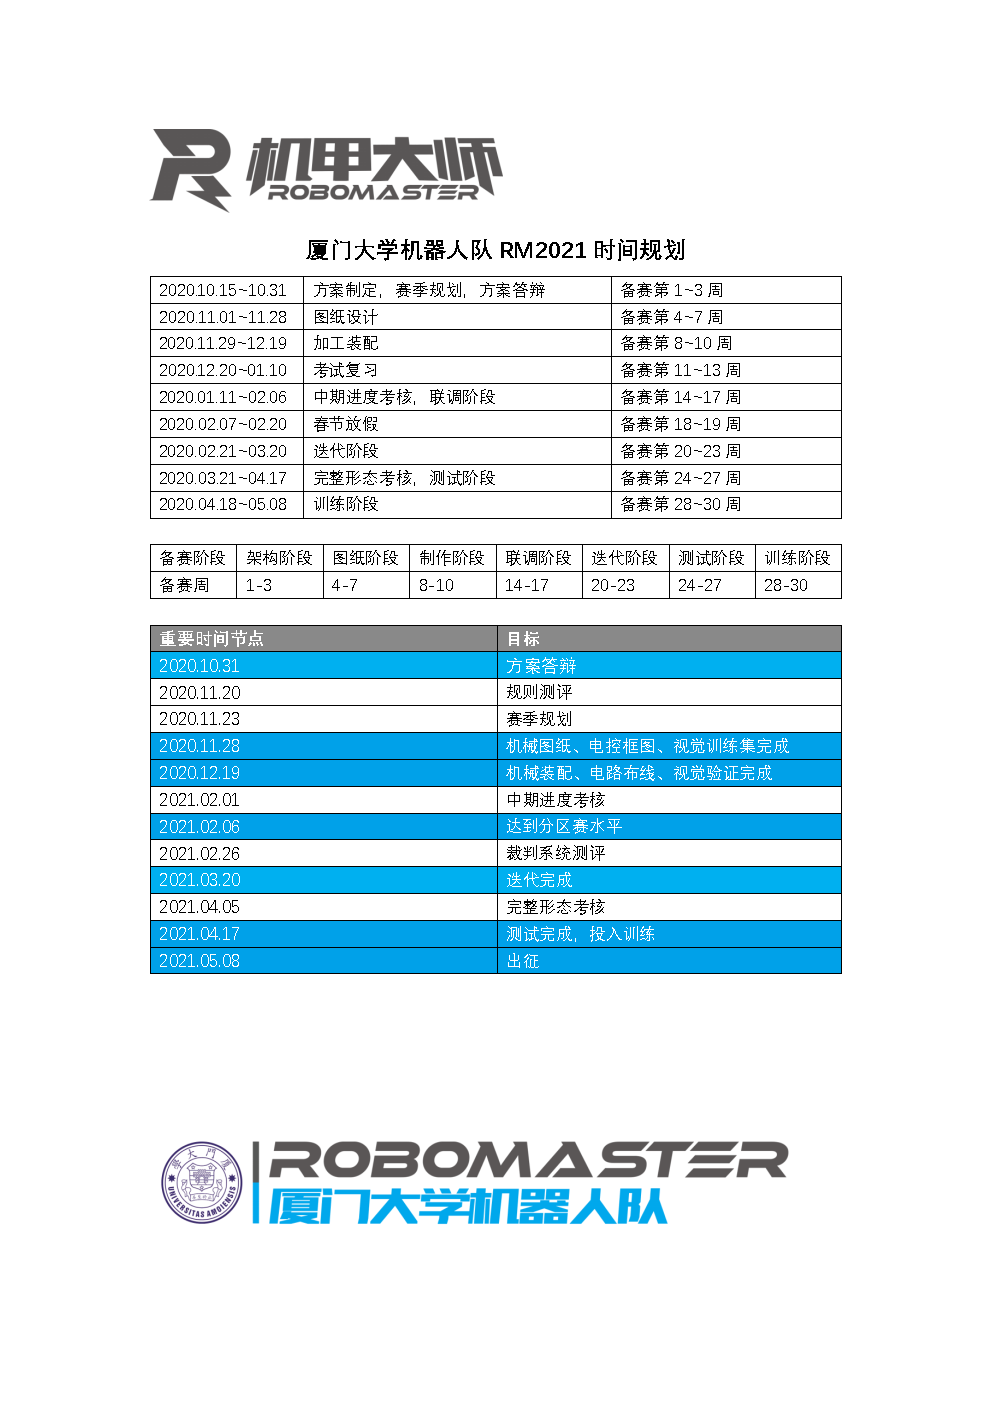 机甲大师
ROBOMASTER
厦门大学机器人队 RM2021 时间规划
2020.10.15~10.31 方案制定，赛季规划，方案答辩 备赛第 1~3 周
2020.11.01~11.28 图纸设计 备赛第 4~7 周
2020.11.29~12.19 加工装配 备赛第 8~10 周
2020.12.20~01.10 考试复习 备赛第 11~13 周
2020.01.11~02.06 中期进度考核，联调阶段 备赛第 14~17 周
2020.02.07~02.20 春节放假 备赛第 18~19 周
2020.02.21~03.20 迭代阶段 备赛第 20~23 周
2020.03.21~04.17 完整形态考核，测试阶段 备赛第 24~27 周
2020.04.18~05.08 训练阶段 备赛第 28~30 周
备赛阶段 架构阶段 图纸阶段 制作阶段 联调阶段 迭代阶段 测试阶段 训练阶段
备赛周 1-3 4-7 8-10 14-17 20-23 24-27 28-30
重要时间节点 目标
2020.10.31 方案答辩
2020.11.20 规则测评
2020.11.23 赛季规划
2020.11.28 机械图纸、电控框图、视觉训练集完成
2020.12.19 机械装配、电路布线、视觉验证完成
2021.02.01 中期进度考核
2021.02.06 达到分区赛水平
2021.02.26 裁判系统测评
2021.03.20 迭代完成
2021.04.05 完整形态考核
2021.04.17 测试完成，投入训练
2021.05.08 出征
學大門廈
UNIVERSITAS AMOIENSIS
ROBOMASTER
厦门大学机器人队